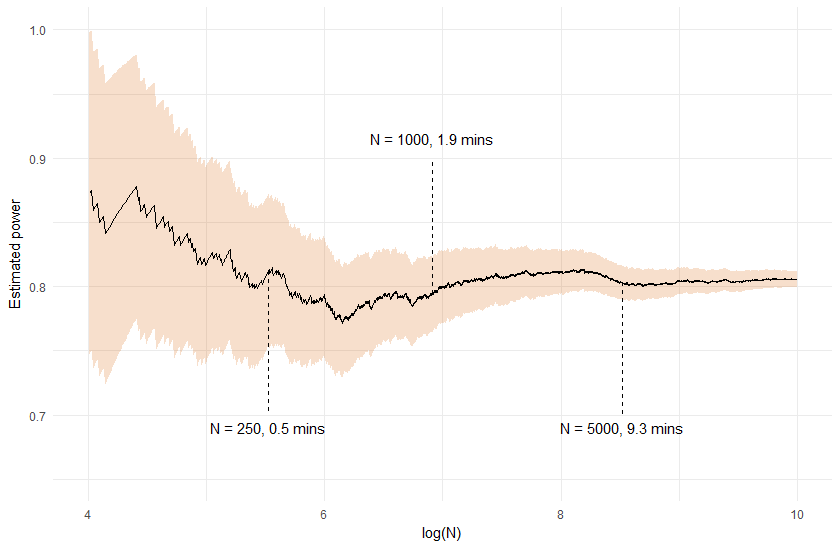 1.0
0.9
0.8
0.7
Estimated power
N = 1000, 1.9 mins
N = 250, 0.5 mins
N = 5000, 9.3 mins
4
6
8
10
log(N)